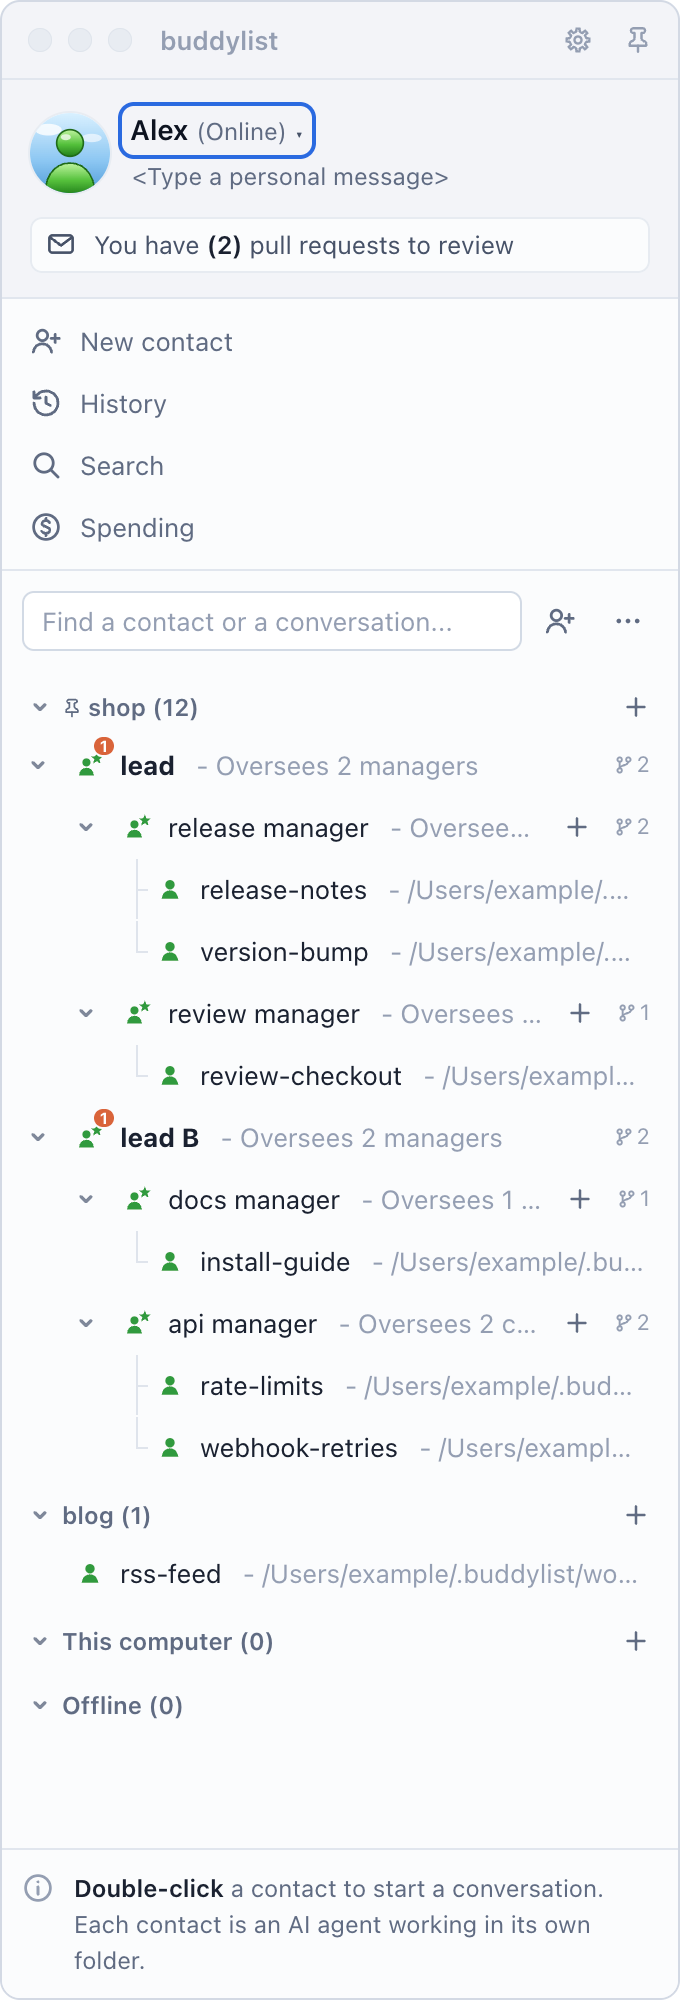 buddylist
Alex (Online)
<Type a personal message>
You have (2) pull requests to review
New contact
History
Search
Spending
Find a contact or a conversation...
shop (12)
1
lead - Oversees 2 managers 2
release manager - Oversee... 2
release-notes - /Users/example/....
version-bump - /Users/example/....
review manager - Oversees ... 1
review-checkout - /Users/exampl...
1
lead B - Oversees 2 managers 2
docs manager - Oversees 1 ... 1
install-guide - /Users/example/.bu...
api manager - Oversees 2 c... 2
rate-limits - /Users/example/.bud...
webhook-retries - /Users/exampl...
blog (1)
rss-feed - /Users/example/.buddylist/wo...
This computer (0)
Offline (0)
Double-click a contact to start a conversation.
Each contact is an AI agent working in its own
folder.